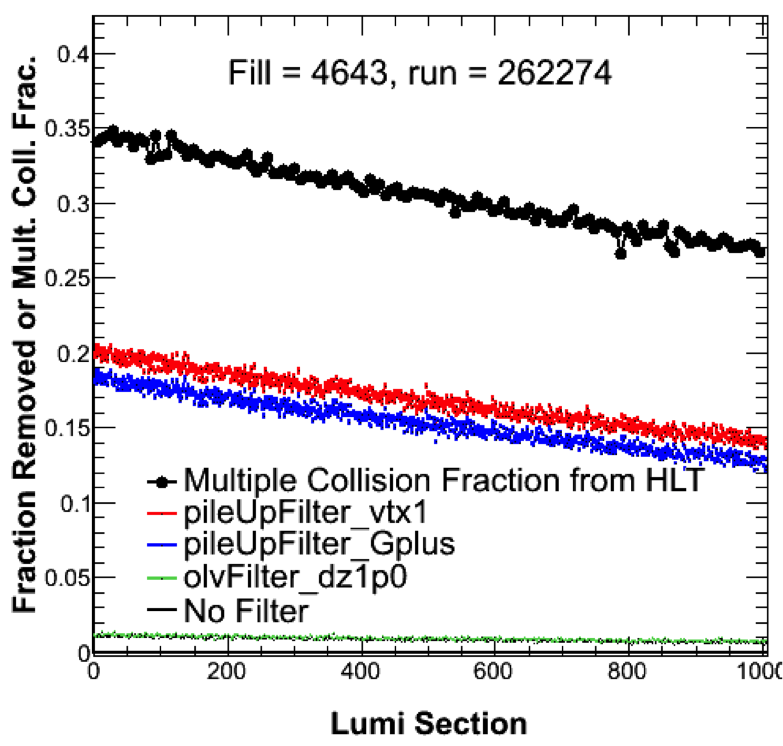 Fraction Removed or Mult. Coll. Frac.
0.4
0.35
0.3
0.25
0.2
0.15
0.1
0.05
0
Fill = 4643, run = 262274
Multiple Collision Fraction from HLT
pileUpFilter_vtx1
pileUpFilter_Gplus
olvFilter_dz1p0
No Filter
0 200 400 600 800 1000
Lumi Section